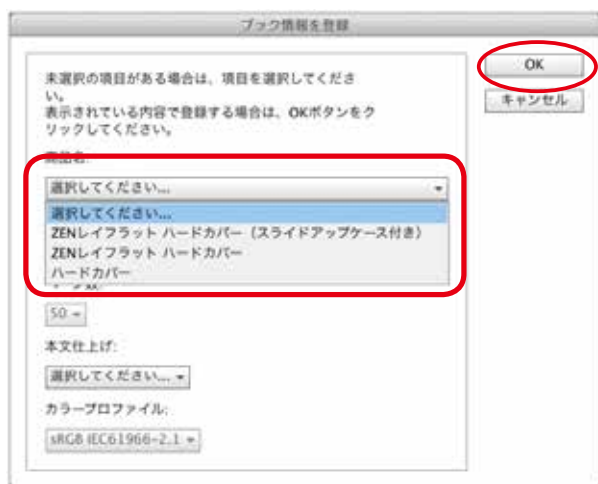 ブック情報を登録
未選択の項目がある場合は、項目を選択してくださ
い。
表示されている内容で登録する場合は、OKボタンをク
リックしてください。
商品名:
選択してください...
選択してください...
ZENレイフラット ハードカバー（スライドアップケース付き）
ZENレイフラット ハードカバー
ハードカバー
50
本文仕上げ:
選択してください...
カラープロファイル:
sRGB IEC61966-2.1
OK
キャンセル